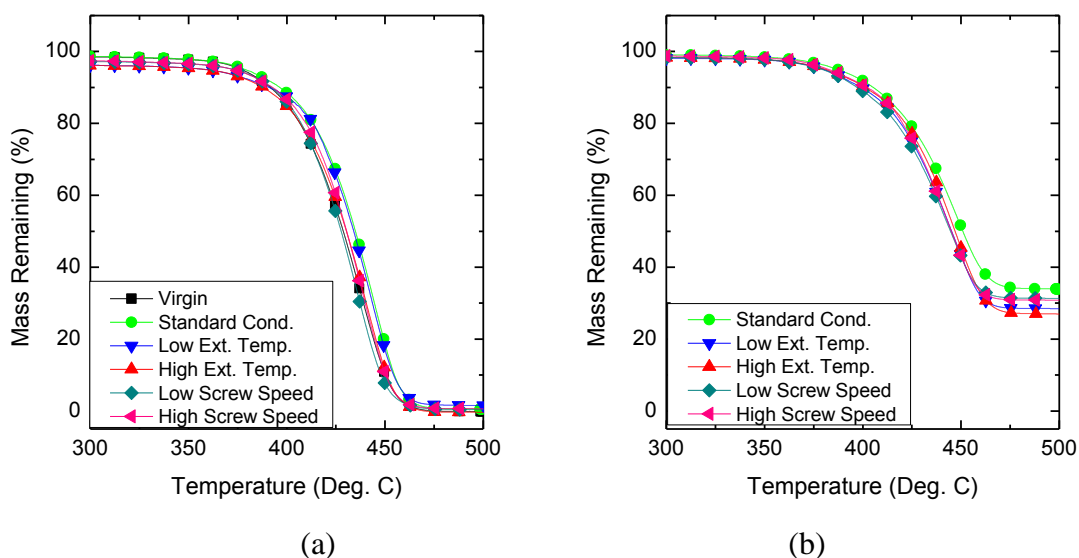 100
80
60
40
20
0
Mass Remaining (%)
Virgin
Standard Cond.
Low Ext. Temp.
High Ext. Temp.
Low Screw Speed
High Screw Speed
300 350 400 450 500
Temperature (Deg. C)
(a)
100
80
60
40
20
0
Mass Remaining (%)
Standard Cond.
Low Ext. Temp.
High Ext. Temp.
Low Screw Speed
High Screw Speed
300 350 400 450 500
Temperature (Deg. C)
(b)